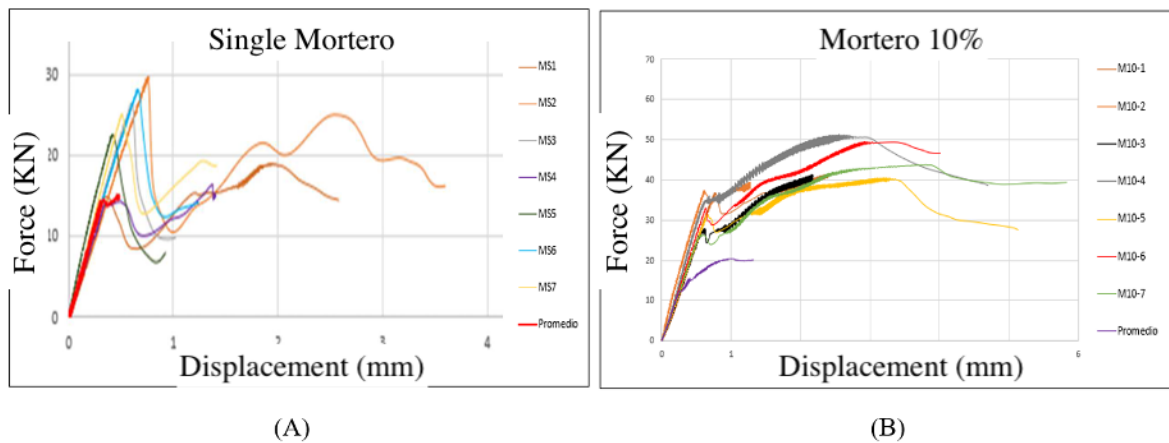 Single Mortero
Force (KN)
30
20
10
0
0
1
2
3
4
Displacement (mm)
MS1
MS2
MS3
MS4
MS5
MS6
MS7
Promedio
(A)
Mortero 10%
Force (KN)
70
60
50
40
30
20
10
0
0
1
6
Displacement (mm)
M10-1
M10-2
M10-3
M10-4
M10-5
M10-6
M10-7
Promedio
(B)